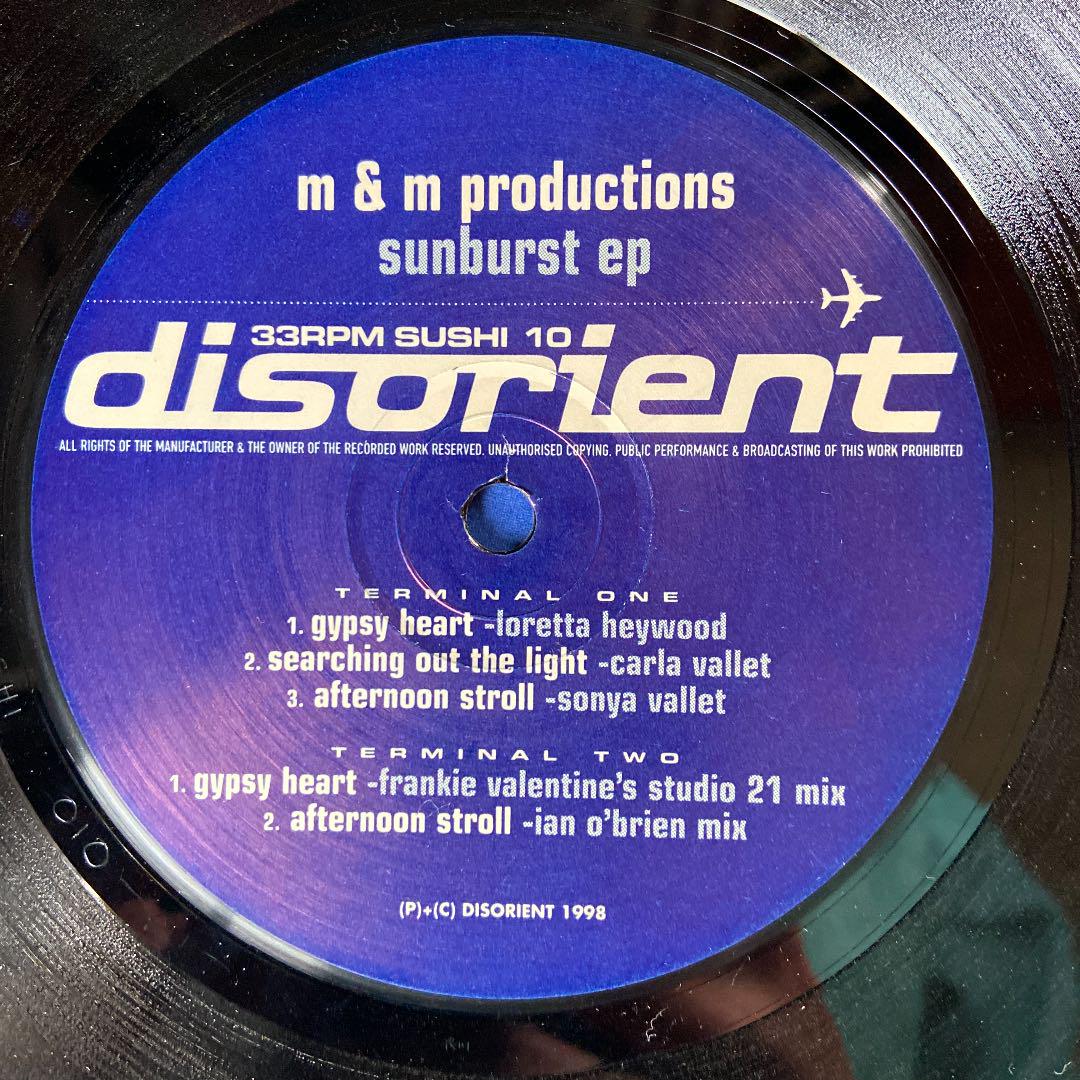 m & m productions
sunburst ep
33RPM SUSHI 10
disorient
ALL RIGHTS OF THE MANUFACTURER & THE OWNER OF THE RECORDED WORK RESERVED. UNAUTHORISED COPYING. PUBLIC PERFORMANCE & BROADCASTING OF THIS WORK PROHIBITED
TERMINAL ONE
1. gypsy heart -loretta heywood
2. searching out the light -carla vallet
3. afternoon stroll -sonya vallet
TERMINAL TWO
1. gypsy heart -frankie valentine's studio 21 mix
2. afternoon stroll -ian o'brien mix
(P)+(C) DISORIENT 1998
010